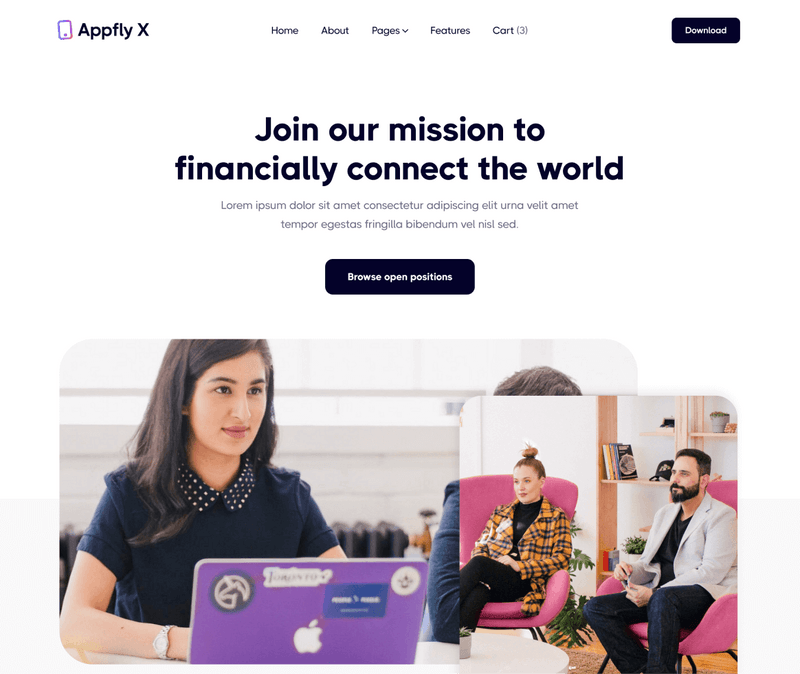 Appfly X
Home About Pages Features Cart (3)
Download
Join our mission to
financially connect the world
Lorem ipsum dolor sit amet consectetur adipiscing elit urna velit amet
tempor egestas fringilla bibendum vel nisl sed.
Browse open positions
TORONTO